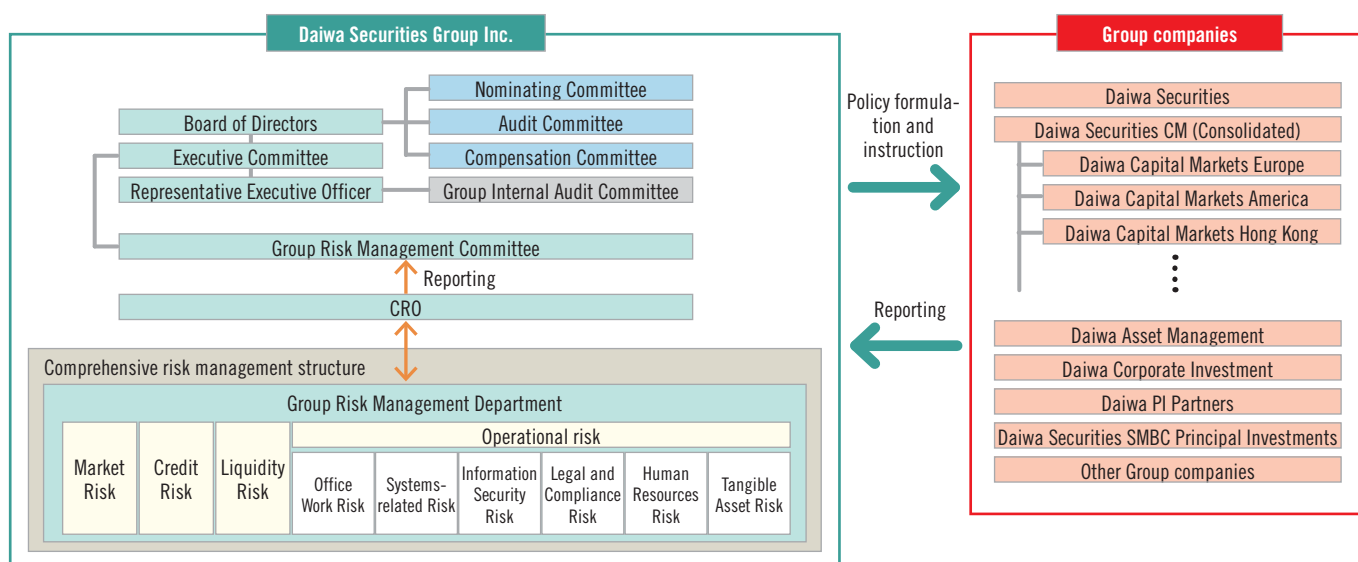 Daiwa Securities Group Inc.
Nominating Committee
Board of Directors
Audit Committee
Executive Committee
Compensation Committee
Representative Executive Officer
Group Internal Audit Committee
Group Risk Management Committee
Reporting
CRO
Comprehensive risk management structure
Group Risk Management Department
Market
Risk
Credit
Risk
Liquidity
Risk
Operational risk
Office
Work Risk
Systems-
related Risk
Information
Security
Risk
Legal and
Compliance
Risk
Human
Resources
Risk
Tangible
Asset Risk
Policy formula-
tion and
instruction
Reporting
Group companies
Daiwa Securities
Daiwa Securities CM (Consolidated)
Daiwa Capital Markets Europe
Daiwa Capital Markets America
Daiwa Capital Markets Hong Kong
Daiwa Asset Management
Daiwa Corporate Investment
Daiwa PI Partners
Daiwa Securities SMBC Principal Investments
Other Group companies